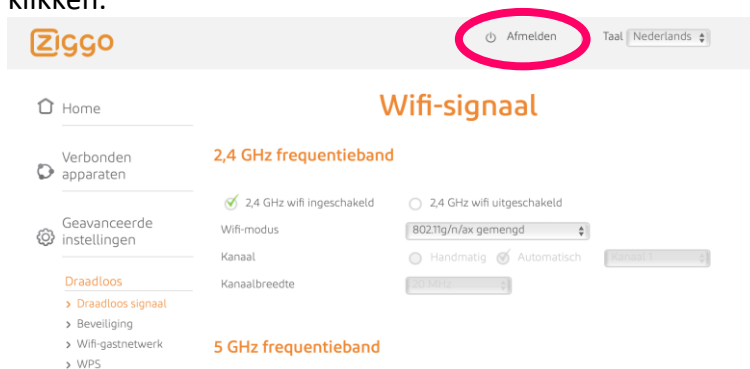 klikken.
Ziggo
Afmelden
Taal Nederlands
Home
Wifi-signaal
Verbonden
apparaten
2,4 GHz frequentieband
2,4 GHz wifi ingeschakeld
2,4 GHz wifi uitgeschakeld
Geavanceerde
instellingen
Wifi-modus
802.11g/n/ax gemengd
Kanaal
Handmatig
Automatisch
Kanaal 1
Draadloos
Kanaalbreedte
20 MHz
Draadloos signaal
Beveiliging
Wifi-gastnetwerk
WPS
5 GHz frequentieband